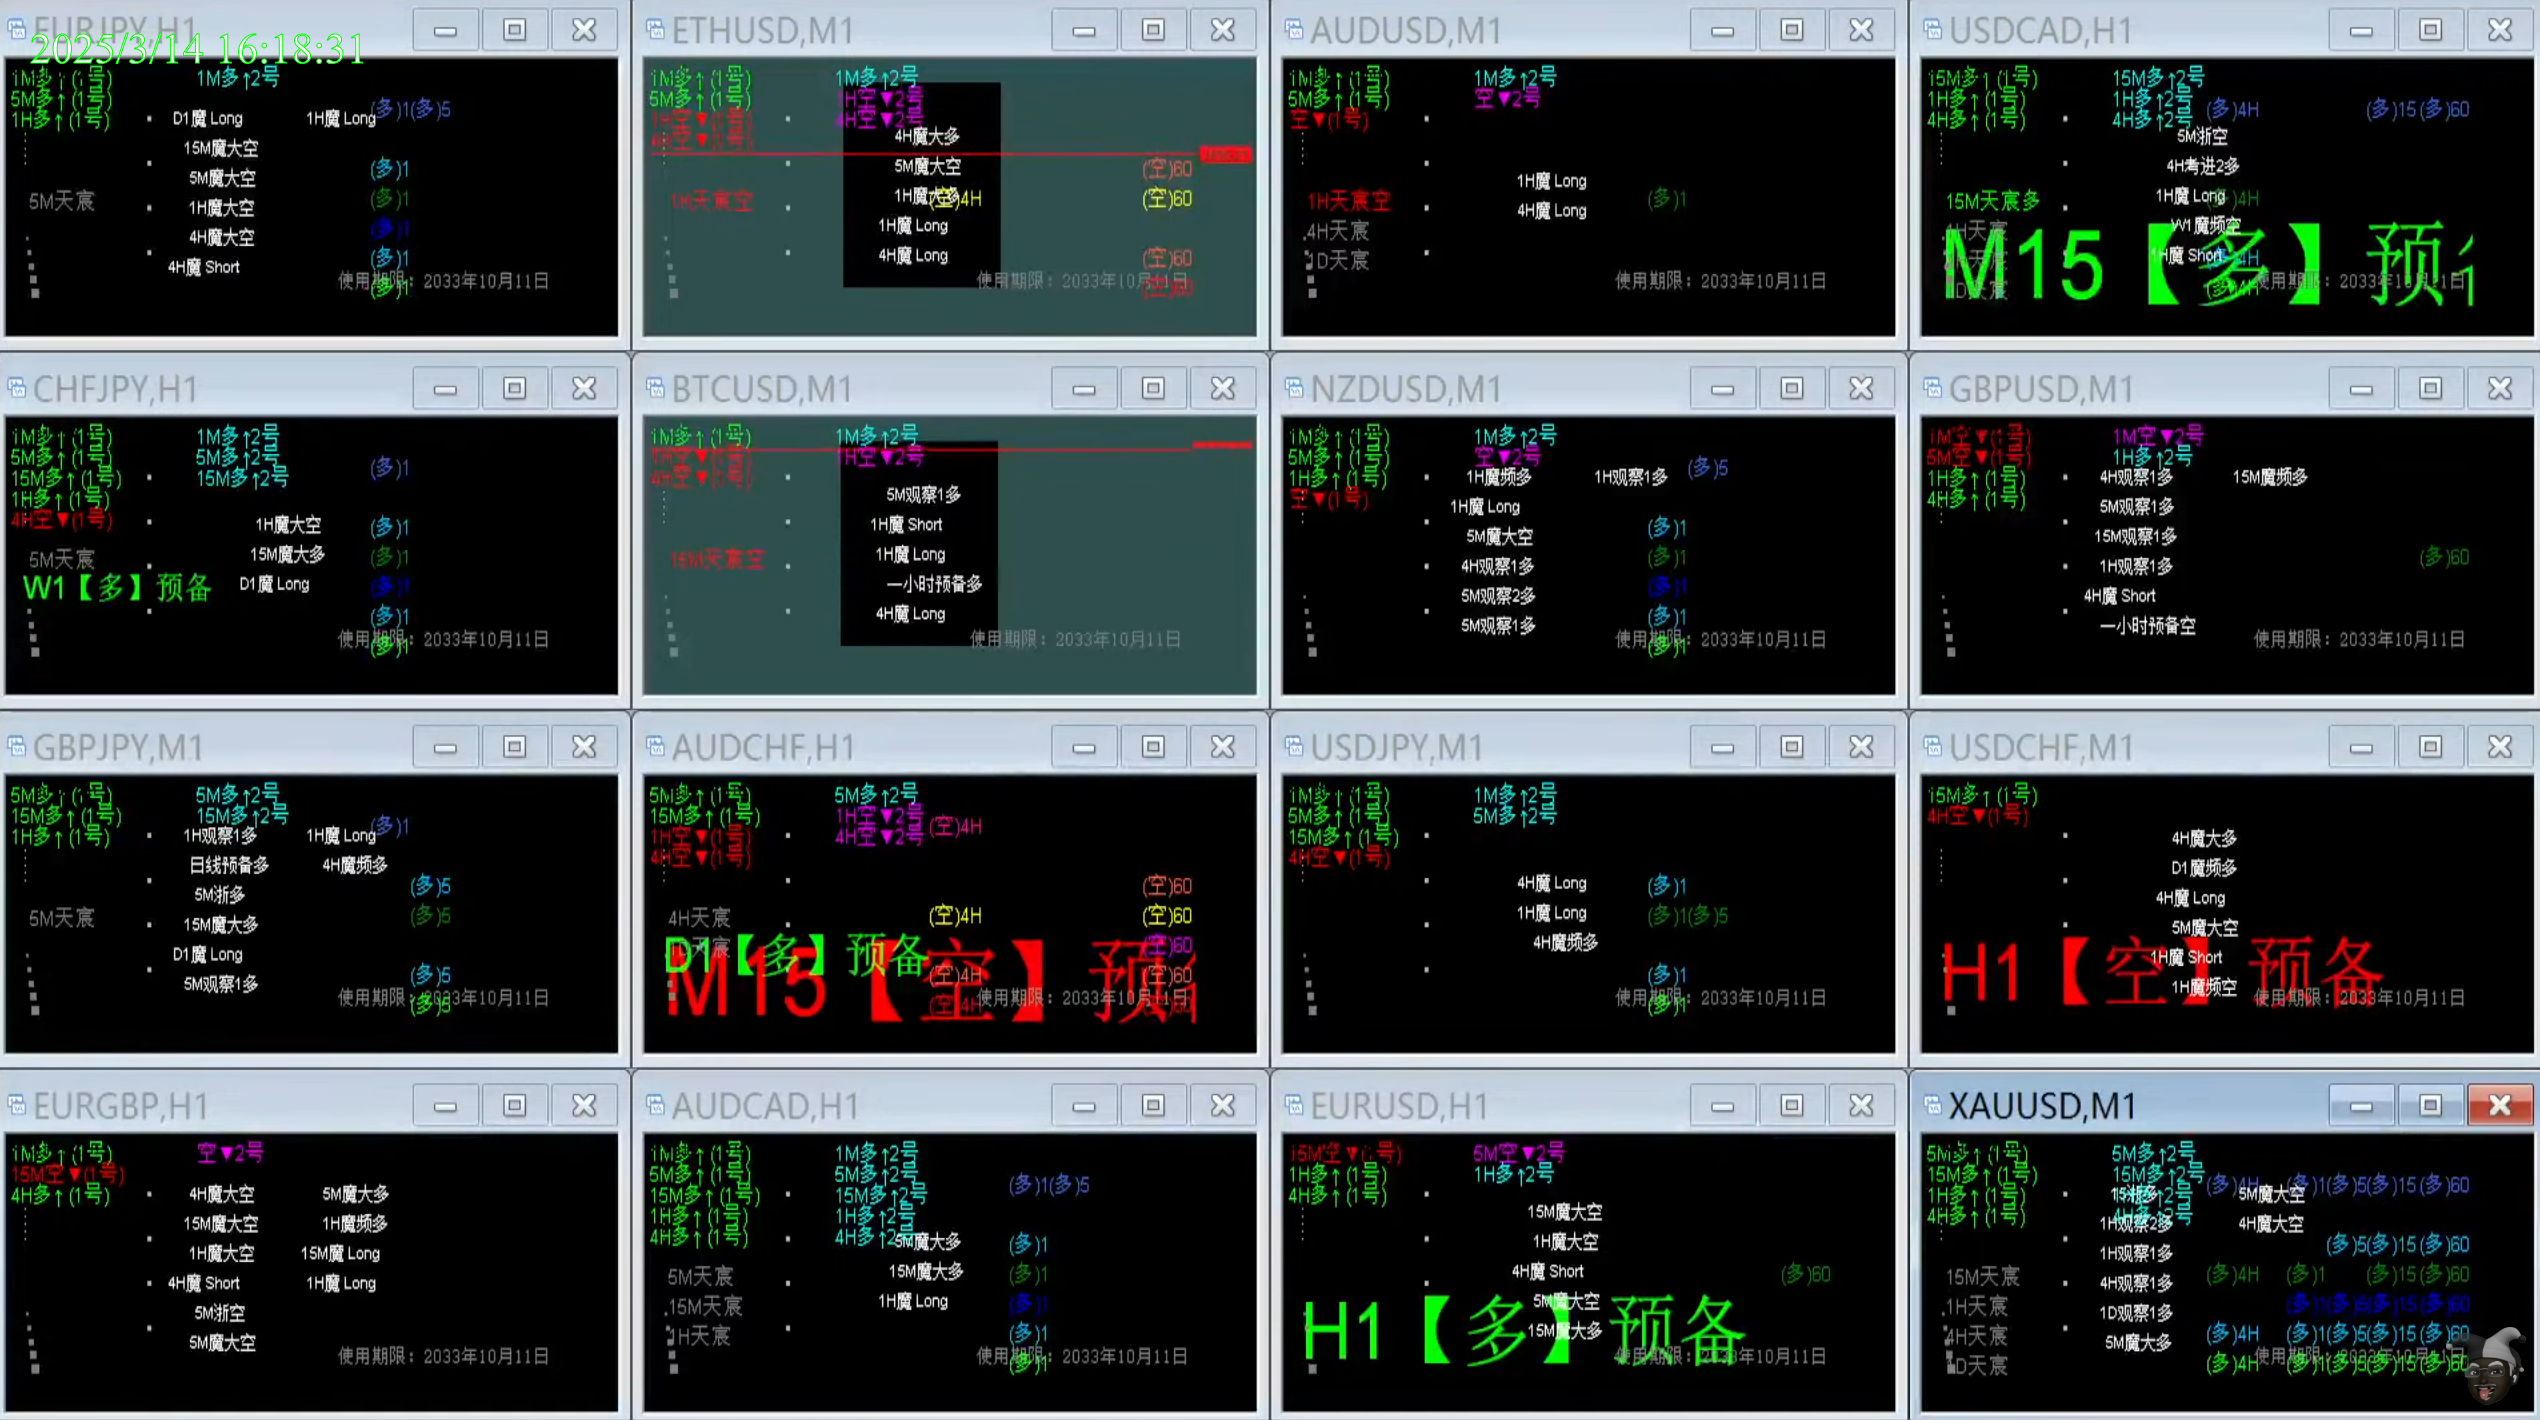 EURJPY,H1
2025/3/14 16:18:31
1M多↑(1号) 1M多↑2号
5M多↑(1号)
1H多↑(1号)
(多)1(多)5
D1魔 Long 1H魔 Long
15M魔大空
(多)1
5M魔大空
5M天宸
(多)1
1H魔大空
(多)1
4H魔大空
(多)1
4H魔 Short
使用期限：2033年10月11日
(多)1
ETHUSD,M1
1M多↑(1号) 1M多↑2号
5M多↑(1号) 1H空▼2号
1H空▼(1号) 4H空▼2号
4H空▼(1号)
4H魔大多
5M魔大空
(空)60
1H天宸空
1H魔大多
(空)4H (空)60
1H魔 Long
4H魔 Long
(空)60
使用期限：2033年10月11日
AUDUSD,M1
1M多↑(1号) 1M多↑2号
5M多↑(1号) 空▼2号
空▼(1号)
1H魔 Long
1H天宸空
(多)1
4H魔 Long
4H天宸
1D天宸
使用期限：2033年10月11日
USDCAD,H1
15M多↑(1号) 15M多↑2号
1H多↑(1号) 1H多↑2号
4H多↑(1号) 4H多↑2号
(多)4H (多)15(多)60
5M浙空
4H考进2多
1H魔 Long
15M天宸多
(多)4H
W1魔频空
4H天宸
1H魔 Short
M15【多】预
1D天宸
使用期限：2033年10月11日
CHFJPY,H1
1M多↑(1号) 1M多↑2号
5M多↑(1号) 5M多↑2号
15M多↑(1号) 15M多↑2号
1H多↑(1号)
4H空▼(1号)
(多)1
1H魔大空
(多)1
15M魔大多
5M天宸
(多)1
W1【多】预备
D1魔 Long
(多)1
(多)1
使用期限：2033年10月11日
(多)1
BTCUSD,M1
1M多↑(1号) 1M多↑2号
1H空▼(1号) 1H空▼2号
4H空▼(1号)
5M观察1多
1H魔 Short
15M天宸空
1H魔 Long
一小时预备多
4H魔 Long
使用期限：2033年10月11日
NZDUSD,M1
1M多↑(1号) 1M多↑2号
5M多↑(1号) 空▼2号
1H多↑(1号)
空▼(1号)
(多)5
1H魔频多 1H观察1多
1H魔 Long
5M魔大空
(多)1
(多)1
4H观察1多
(多)1
5M观察2多
(多)1
5M观察1多
使用期限：2033年10月11日
(多)1
GBPUSD,M1
1M空▼(1号) 1M空▼2号
5M空▼(1号) 1H多↑2号
1H多↑(1号)
4H多↑(1号)
4H观察1多 15M魔频多
5M观察1多
15M观察1多
(多)60
1H观察1多
4H魔 Short
一小时预备空
使用期限：2033年10月11日
GBPJPY,M1
5M多↑(1号) 5M多↑2号
15M多↑(1号) 15M多↑2号
1H多↑(1号)
(多)1
1H观察1多 1H魔 Long
日线预备多 4H魔频多
5M浙多
(多)5
5M天宸
(多)5
15M魔大多
D1魔 Long
(多)5
5M观察1多
使用期限：2033年10月11日
(多)5
AUDCHF,H1
5M多↑(1号) 5M多↑2号
15M多↑(1号) 1H空▼2号
1H空▼(1号) 4H空▼2号
4H空▼(1号)
(空)4H
(空)60
4H天宸
(空)4H (空)60
1D天宸
D1【多】预备
(空)60
M15【空】预
(空)4H (空)60
(空)4H
使用期限：2033年10月11日
USDJPY,M1
1M多↑(1号) 1M多↑2号
5M多↑(1号) 5M多↑2号
15M多↑(1号)
4H空▼(1号)
4H魔 Long
(多)1
1H魔 Long
(多)1(多)5
4H魔频多
(多)1
使用期限：2033年10月11日
(多)1
USDCHF,M1
15M多↑(1号)
4H空▼(1号)
4H魔大多
D1魔频多
4H魔 Long
5M魔大空
1H魔 Short
H1【空】预备
1H魔频空
使用期限：2033年10月11日
EURGBP,H1
1M多↑(1号) 空▼2号
15M空▼(1号)
4H多↑(1号)
4H魔大空 5M魔大多
15M魔大空 1H魔频多
1H魔大空 15M魔 Long
4H魔 Short 1H魔 Long
5M浙空
5M魔大空
使用期限：2033年10月11日
AUDCAD,H1
1M多↑(1号) 1M多↑2号
5M多↑(1号) 5M多↑2号
15M多↑(1号) 15M多↑2号
1H多↑(1号) 1H多↑2号
4H多↑(1号) 4H多↑2号
(多)1(多)5
5M魔大多
(多)1
5M天宸
15M魔大多
(多)1
15M天宸
1H魔 Long
(多)1
1H天宸
(多)1
使用期限：2033年10月11日
(多)1
EURUSD,H1
15M空▼(1号) 5M空▼2号
1H多↑(1号) 1H多↑2号
4H多↑(1号)
15M魔大空
1H魔大空
4H魔 Short
(多)60
5M魔大空
H1【多】预备
15M魔大多
使用期限：2033年10月11日
XAUUSD,M1
5M多↑(1号) 5M多↑2号
15M多↑(1号) 15M多↑2号
1H多↑(1号)
4H多↑(1号)
(多)4H (多)1(多)5(多)15(多)60
5M魔大空
1H观察2多 4H魔大空
1H观察1多
(多)5(多)15(多)60
15M天宸
4H观察1多
(多)4H (多)1 (多)15(多)60
1H天宸
1D观察1多
(多)1(多)5(多)15(多)60
4H天宸
5M魔大多
(多)4H (多)1(多)5(多)15(多)60
1D天宸
(多)4H (多)1(多)5(多)15(多)60